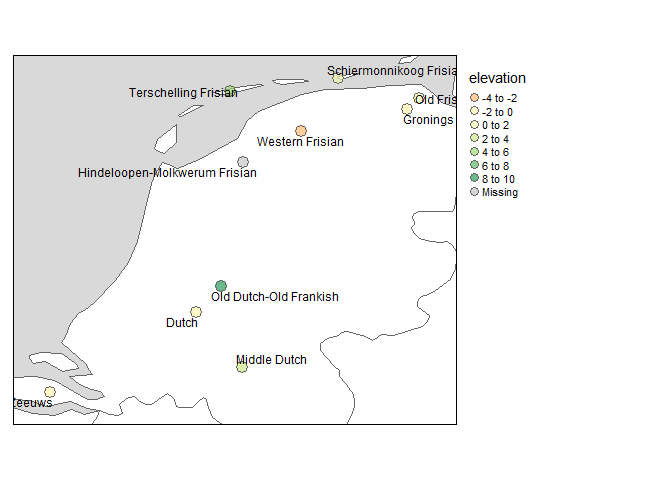 Schiermonnikoog Frisia
elevation
Terschelling Frisian
-4 to -2
-2 to 0
0 to 2
2 to 4
4 to 6
6 to 8
8 to 10
Missing
Old Fris
Gronings
Western Frisian
Hindeloopen-Molkwerum Frisian
Old Dutch-Old Frankish
Dutch
Middle Dutch
Zeeuws